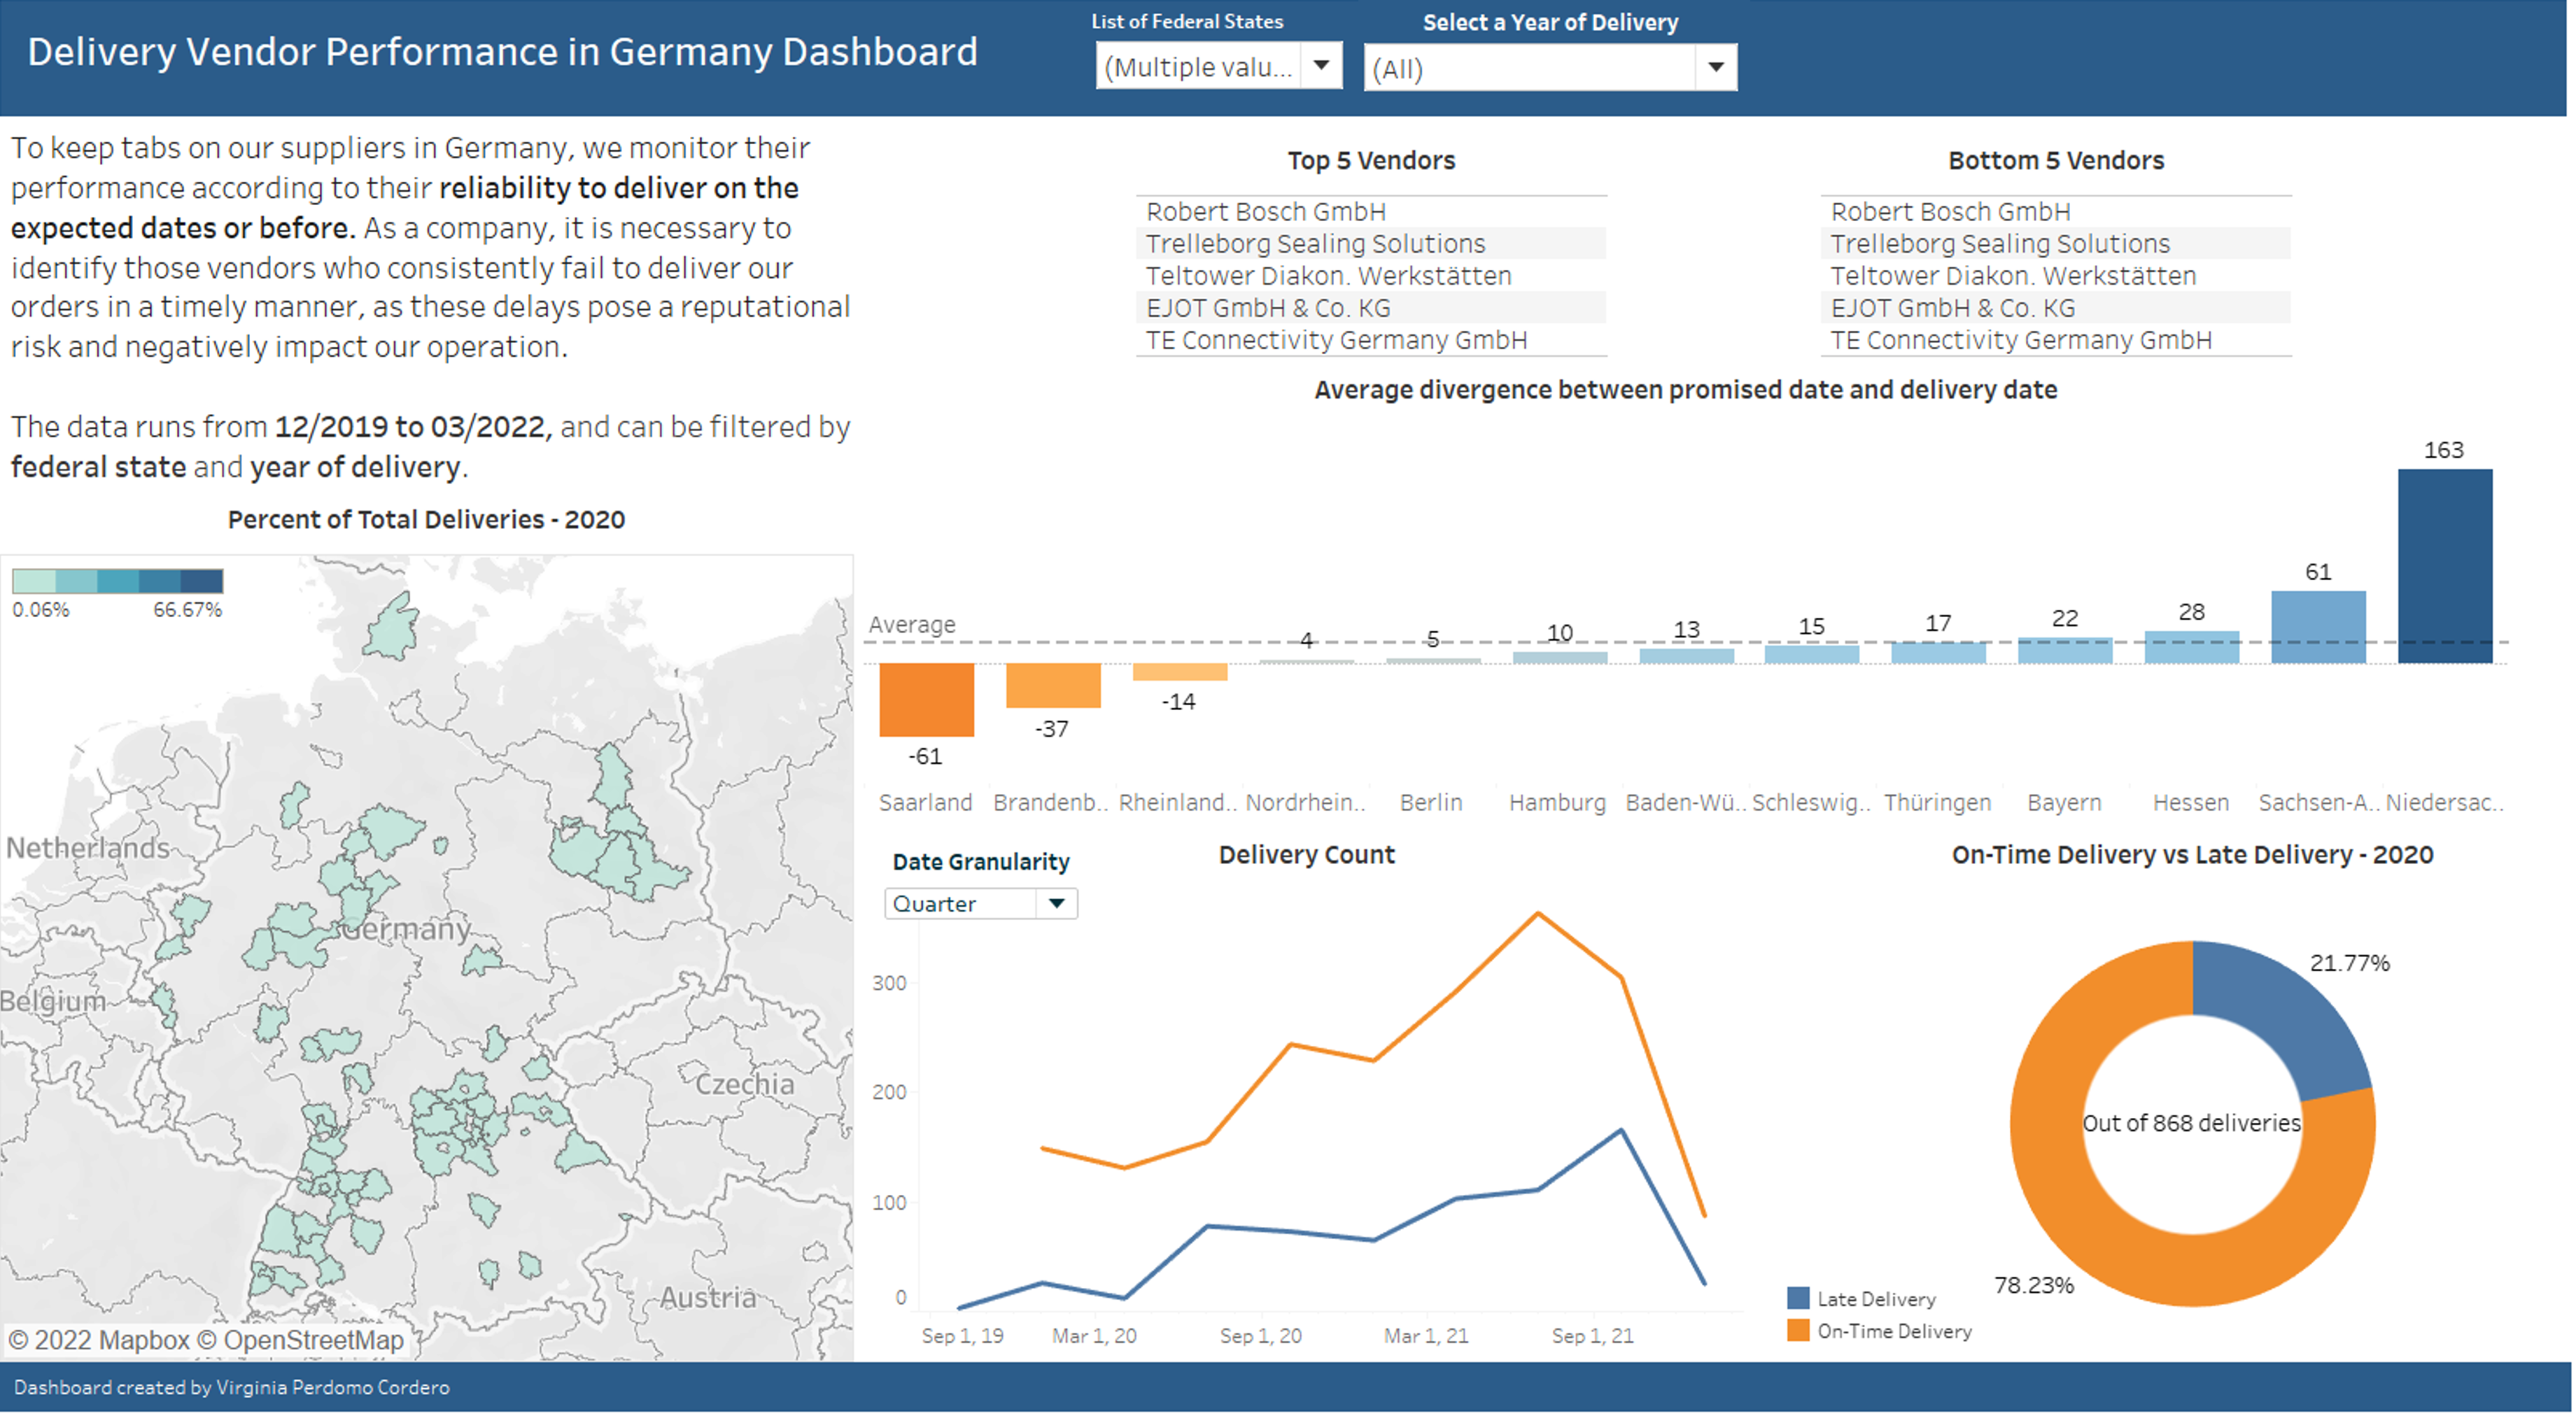 Delivery Vendor Performance in Germany Dashboard
List of Federal States
(Multiple valu...
Select a Year of Delivery
(All)
To keep tabs on our suppliers in Germany, we monitor their
performance according to their reliability to deliver on the
expected dates or before. As a company, it is necessary to
identify those vendors who consistently fail to deliver our
orders in a timely manner, as these delays pose a reputational
risk and negatively impact our operation.
The data runs from 12/2019 to 03/2022, and can be filtered by
federal state and year of delivery.
Top 5 Vendors
Robert Bosch GmbH
Trelleborg Sealing Solutions
Teltower Diakon. Werkstätten
EJOT GmbH & Co. KG
TE Connectivity Germany GmbH
Bottom 5 Vendors
Robert Bosch GmbH
Trelleborg Sealing Solutions
Teltower Diakon. Werkstätten
EJOT GmbH & Co. KG
TE Connectivity Germany GmbH
Average divergence between promised date and delivery date
Average
-61
-37
-14
4
5
10
13
15
17
22
28
61
163
Saarland
Brandenb..
Rheinland..
Nordrhein..
Berlin
Hamburg
Baden-Wü..
Schleswig..
Thüringen
Bayern
Hessen
Sachsen-A..
Niedersac..
Percent of Total Deliveries - 2020
0.06%
66.67%
Netherlands
Germany
Belgium
Czechia
Austria
© 2022 Mapbox © OpenStreetMap
Date Granularity
Quarter
Delivery Count
300
200
100
0
Sep 1, 19
Mar 1, 20
Sep 1, 20
Mar 1, 21
Sep 1, 21
On-Time Delivery vs Late Delivery - 2020
21.77%
Out of 868 deliveries
78.23%
Late Delivery
On-Time Delivery
Dashboard created by Virginia Perdomo Cordero